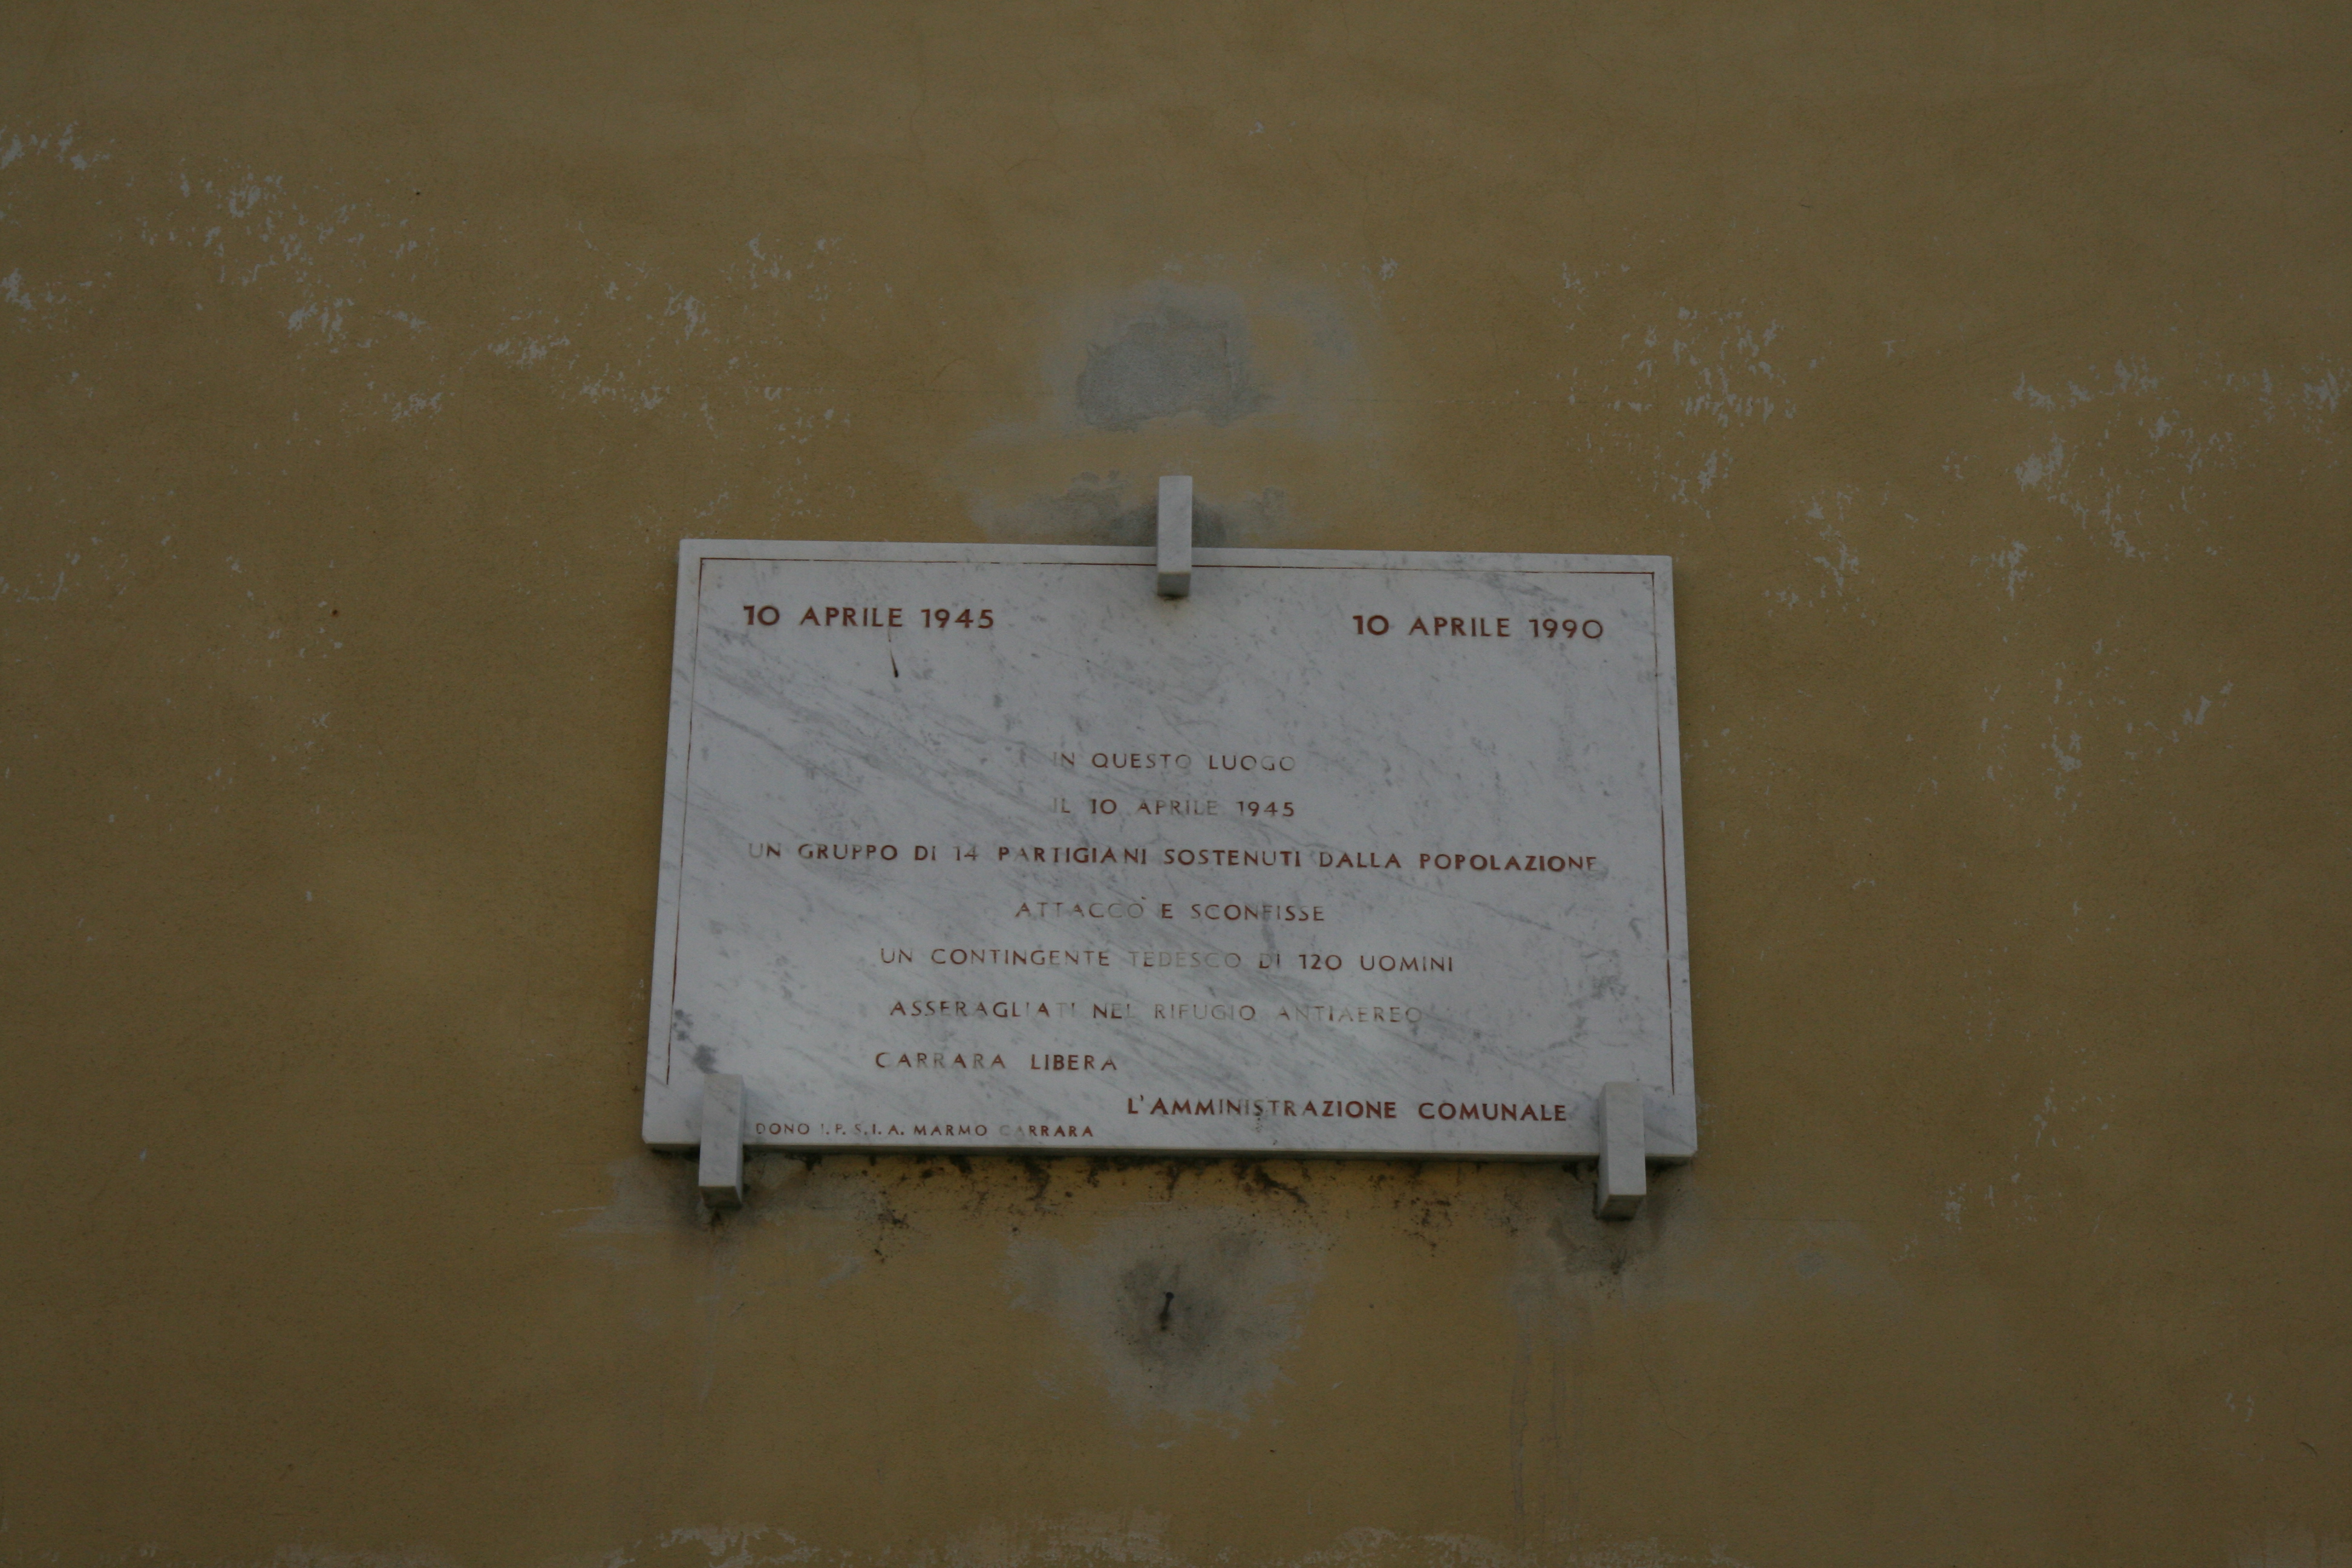 10 APRILE 1945 10 APRILE 1990
IN QUESTO LUOGO
IL 10 APRILE 1945
UN GRUPPO DI 14 PARTIGIANI SOSTENUTI DALLA POPOLAZIONE
ATTACCÒ E SCONFISSE
UN CONTINGENTE TEDESCO DI 120 UOMINI
ASSERAGLIATI NEL RIFUGIO ANTIAEREO
CARRARA LIBERA
L'AMMINISTRAZIONE COMUNALE
DONO I.P.S.I.A. MARMO CARRARA